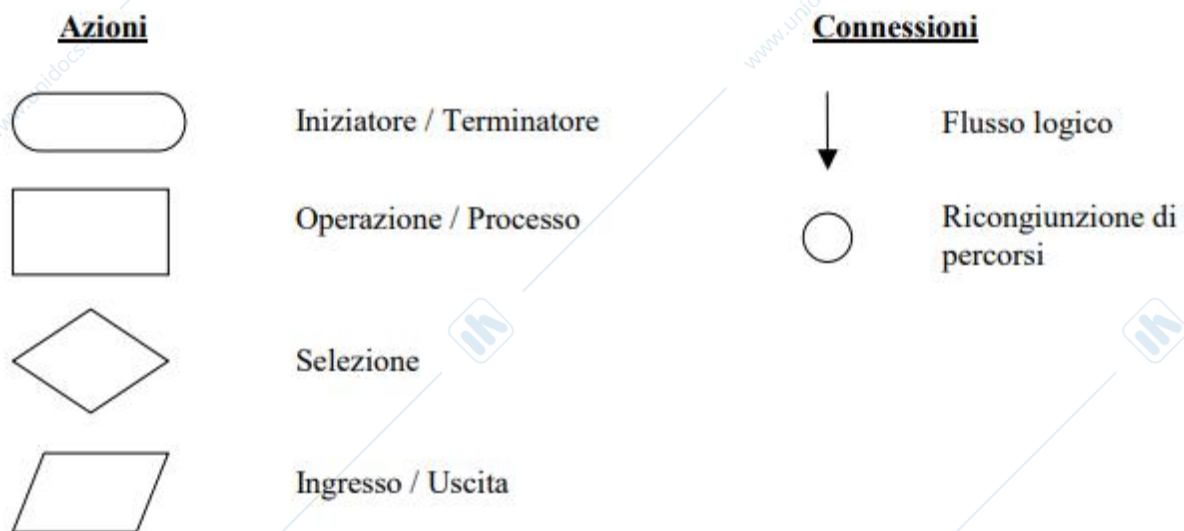 Azioni
Connessioni
Iniziatore / Terminatore
Flusso logico
Operazione / Processo
Ricongiunzione di
percorsi
Selezione
Ingresso / Uscita